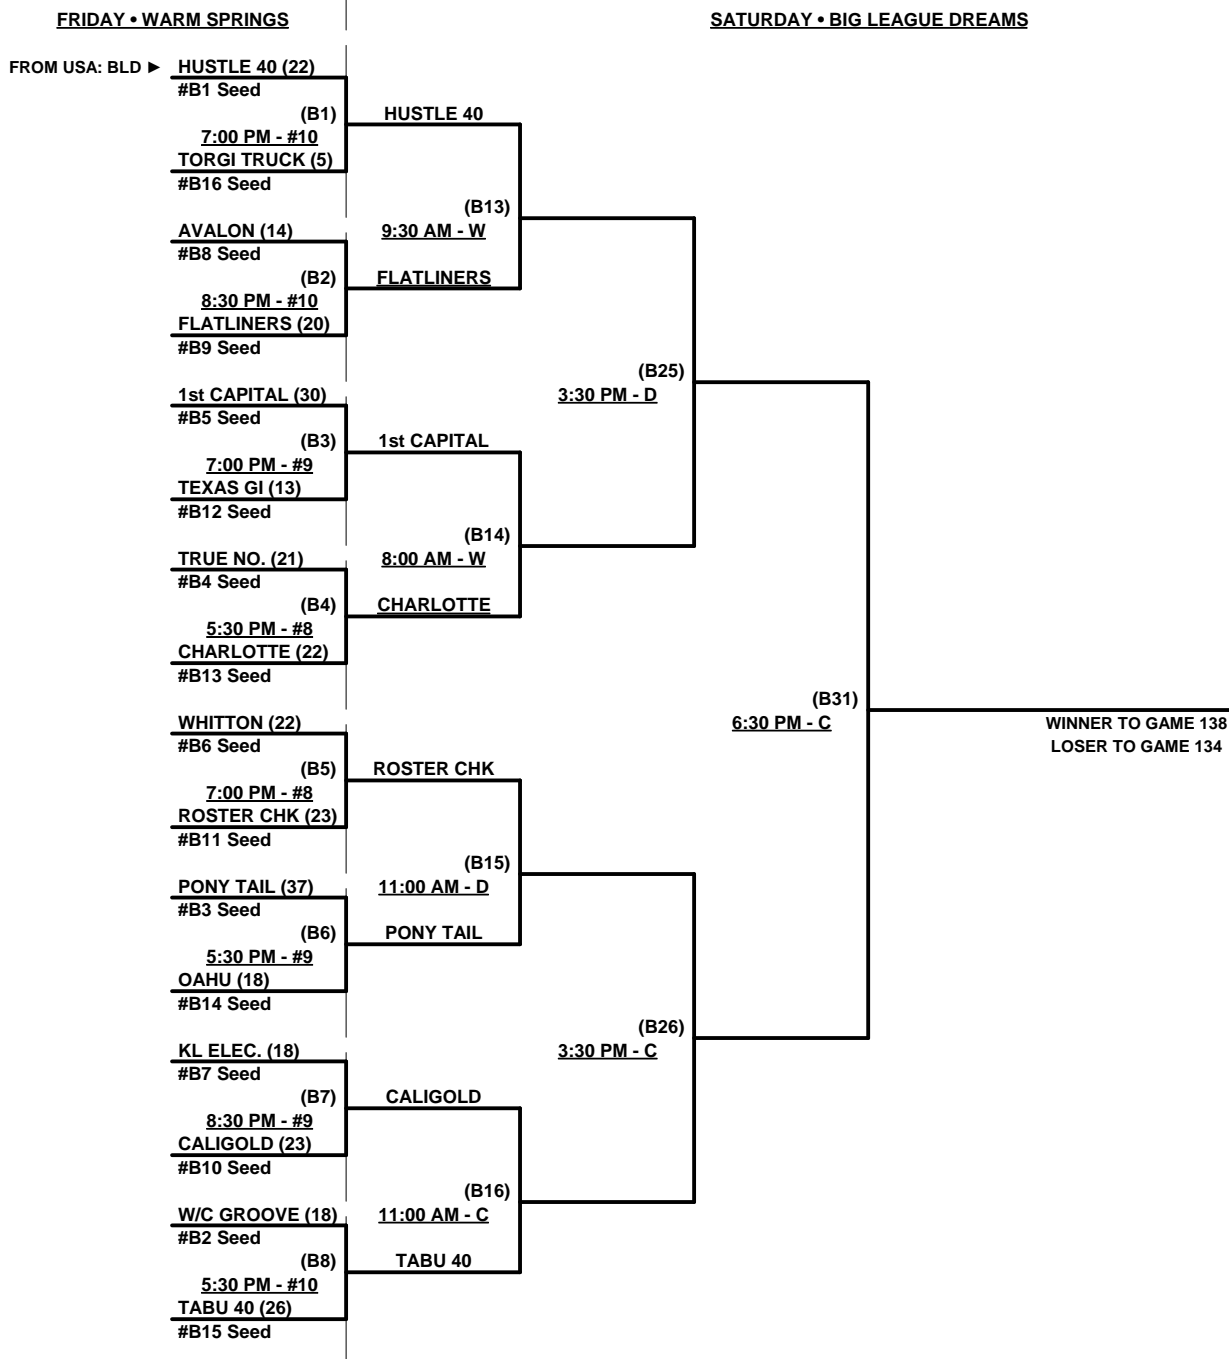 FRIDAY • WARM SPRINGS
SATURDAY • BIG LEAGUE DREAMS
FROM USA: BLD ►
HUSTLE 40 (22)
#B1 Seed
(B1)
7:00 PM - #10
TORGI TRUCK (5)
#B16 Seed
HUSTLE 40
(B13)
9:30 AM - W
AVALON (14)
#B8 Seed
(B2)
8:30 PM - #10
FLATLINERS (20)
#B9 Seed
FLATLINERS
(B25)
3:30 PM - D
1st CAPITAL (30)
#B5 Seed
(B3)
7:00 PM - #9
TEXAS GI (13)
#B12 Seed
1st CAPITAL
(B14)
8:00 AM - W
TRUE NO. (21)
#B4 Seed
(B4)
5:30 PM - #8
CHARLOTTE (22)
#B13 Seed
CHARLOTTE
(B31)
6:30 PM - C
WINNER TO GAME 138
LOSER TO GAME 134
WHITTON (22)
#B6 Seed
(B5)
7:00 PM - #8
ROSTER CHK (23)
#B11 Seed
ROSTER CHK
(B15)
11:00 AM - D
PONY TAIL (37)
#B3 Seed
(B6)
5:30 PM - #9
OAHU (18)
#B14 Seed
PONY TAIL
(B26)
3:30 PM - C
KL ELEC. (18)
#B7 Seed
(B7)
8:30 PM - #9
CALIGOLD (23)
#B10 Seed
CALIGOLD
(B16)
11:00 AM - C
W/C GROOVE (18)
#B2 Seed
(B8)
5:30 PM - #10
TABU 40 (26)
#B15 Seed
TABU 40